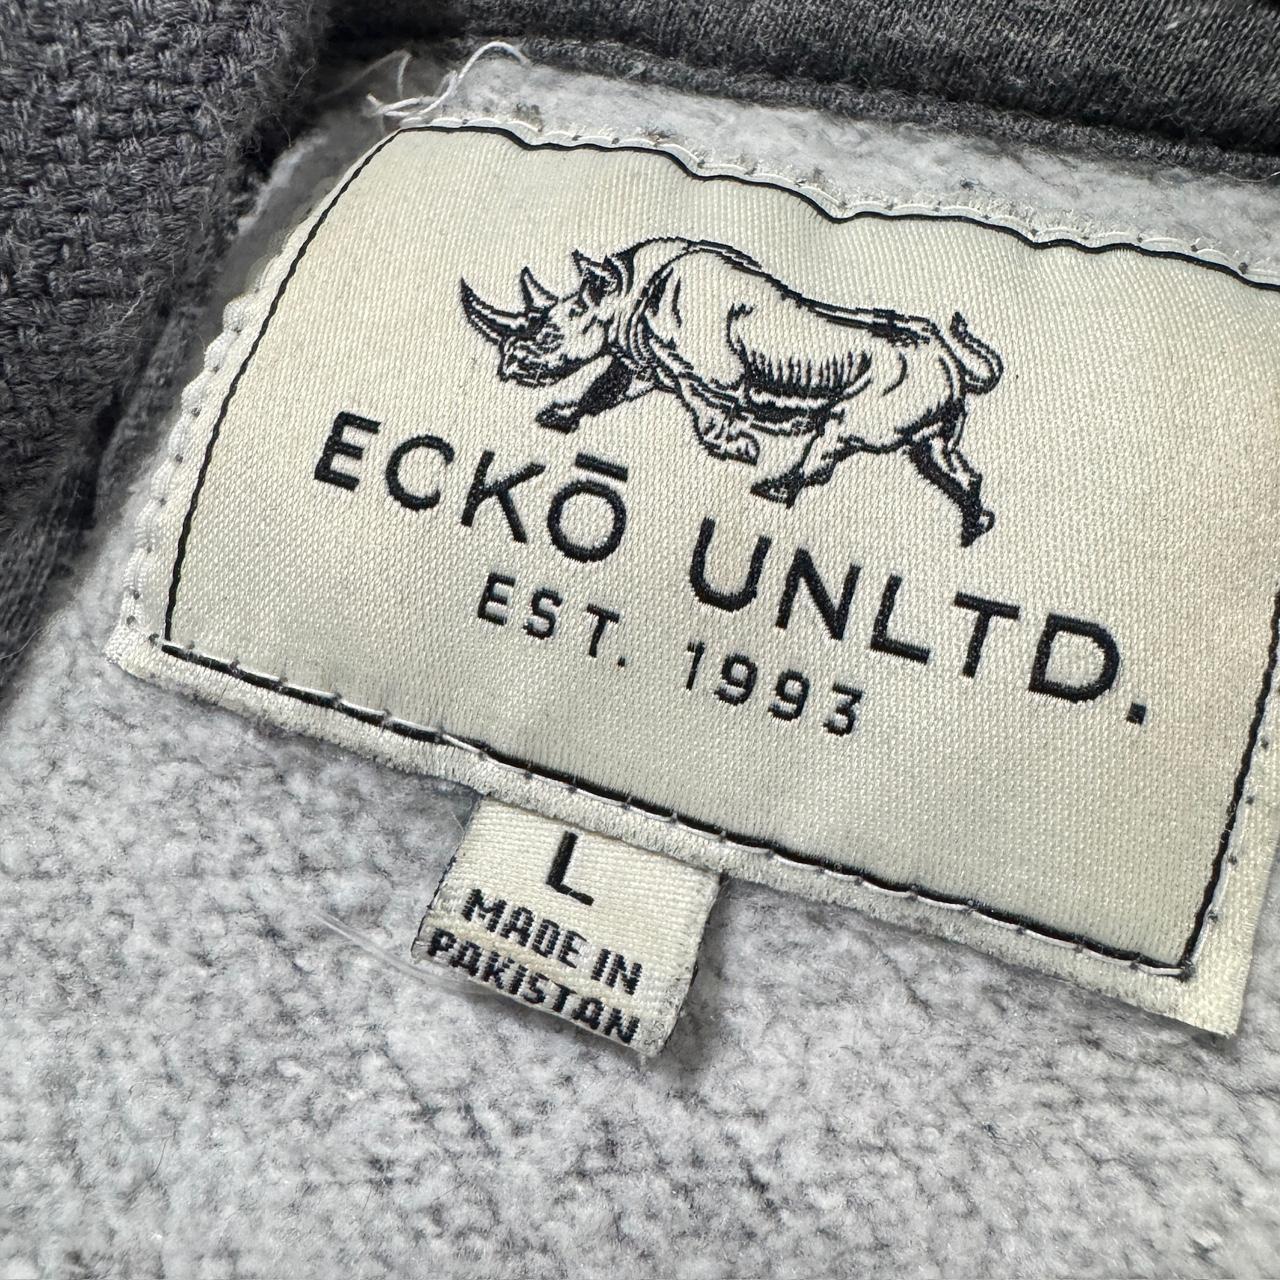 ECKŌ UNLTD.
EST. 1993
L
MADE IN
PAKISTAN